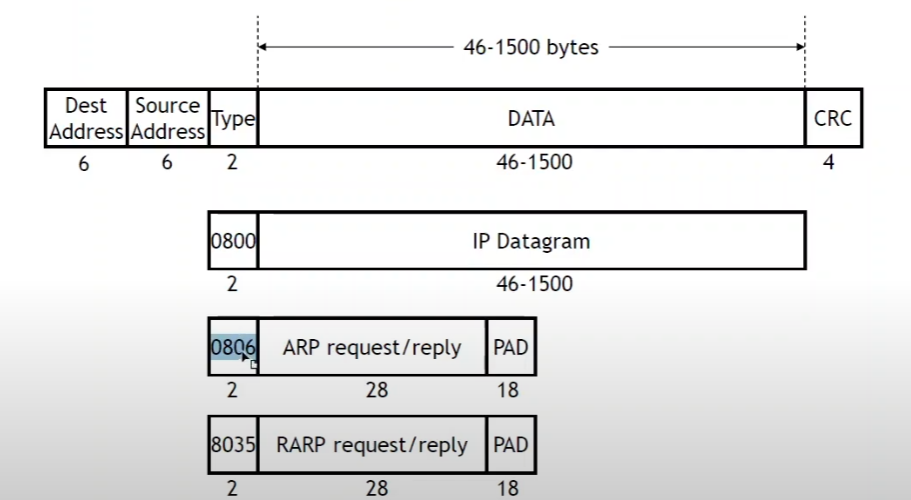 46-1500 bytes
Dest Address
Source Address
Type
DATA
CRC
6
6
2
46-1500
4
0800
IP Datagram
2
46-1500
0806
ARP request/reply
PAD
2
28
18
8035
RARP request/reply
PAD
2
28
18